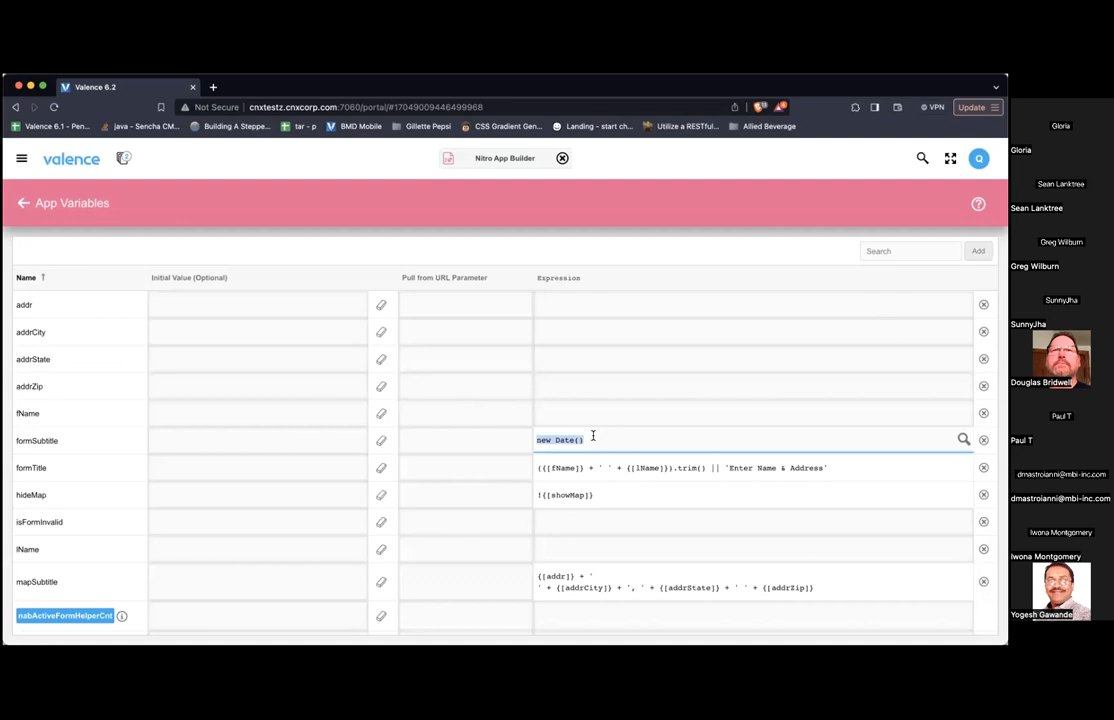 Valence 6.2
Not Secure cnxtestz.cnxcorp.com:7060/portal/#17049009446499968
VPN
Update
Valence 6.1 - Pen...
java - Sencha CM...
Building A Steppe...
tar - p
BMD Mobile
Gillette Pepsi
CSS Gradient Gen...
Landing - start ch...
Utilize a RESTful...
Allied Beverage
valence
Nitro App Builder
Q
App Variables
Search
Add
Name
Initial Value (Optional)
Pull from URL Parameter
Expression
addr
addrCity
addrState
addrZip
fName
formSubtitle
new Date()
formTitle
({[fName]} + ' ' + {[lName]}).trim() || 'Enter Name & Address'
hideMap
!{[showMap]}
isFormInvalid
lName
mapSubtitle
{[addr]} + '
' + {[addrCity]} + ', ' + {[addrState]} + ' ' + {[addrZip]}
nabActiveFormHelperCnt
Gloria
Gloria
Sean Lanktree
Sean Lanktree
Greg Wilburn
Greg Wilburn
SunnyJha
SunnyJha
Douglas Bridwell
Paul T
Paul T
dmastroianni@mbi-inc.com
dmastroianni@mbi-inc.com
Iwona Montgomery
Iwona Montgomery
Yogesh Gawande